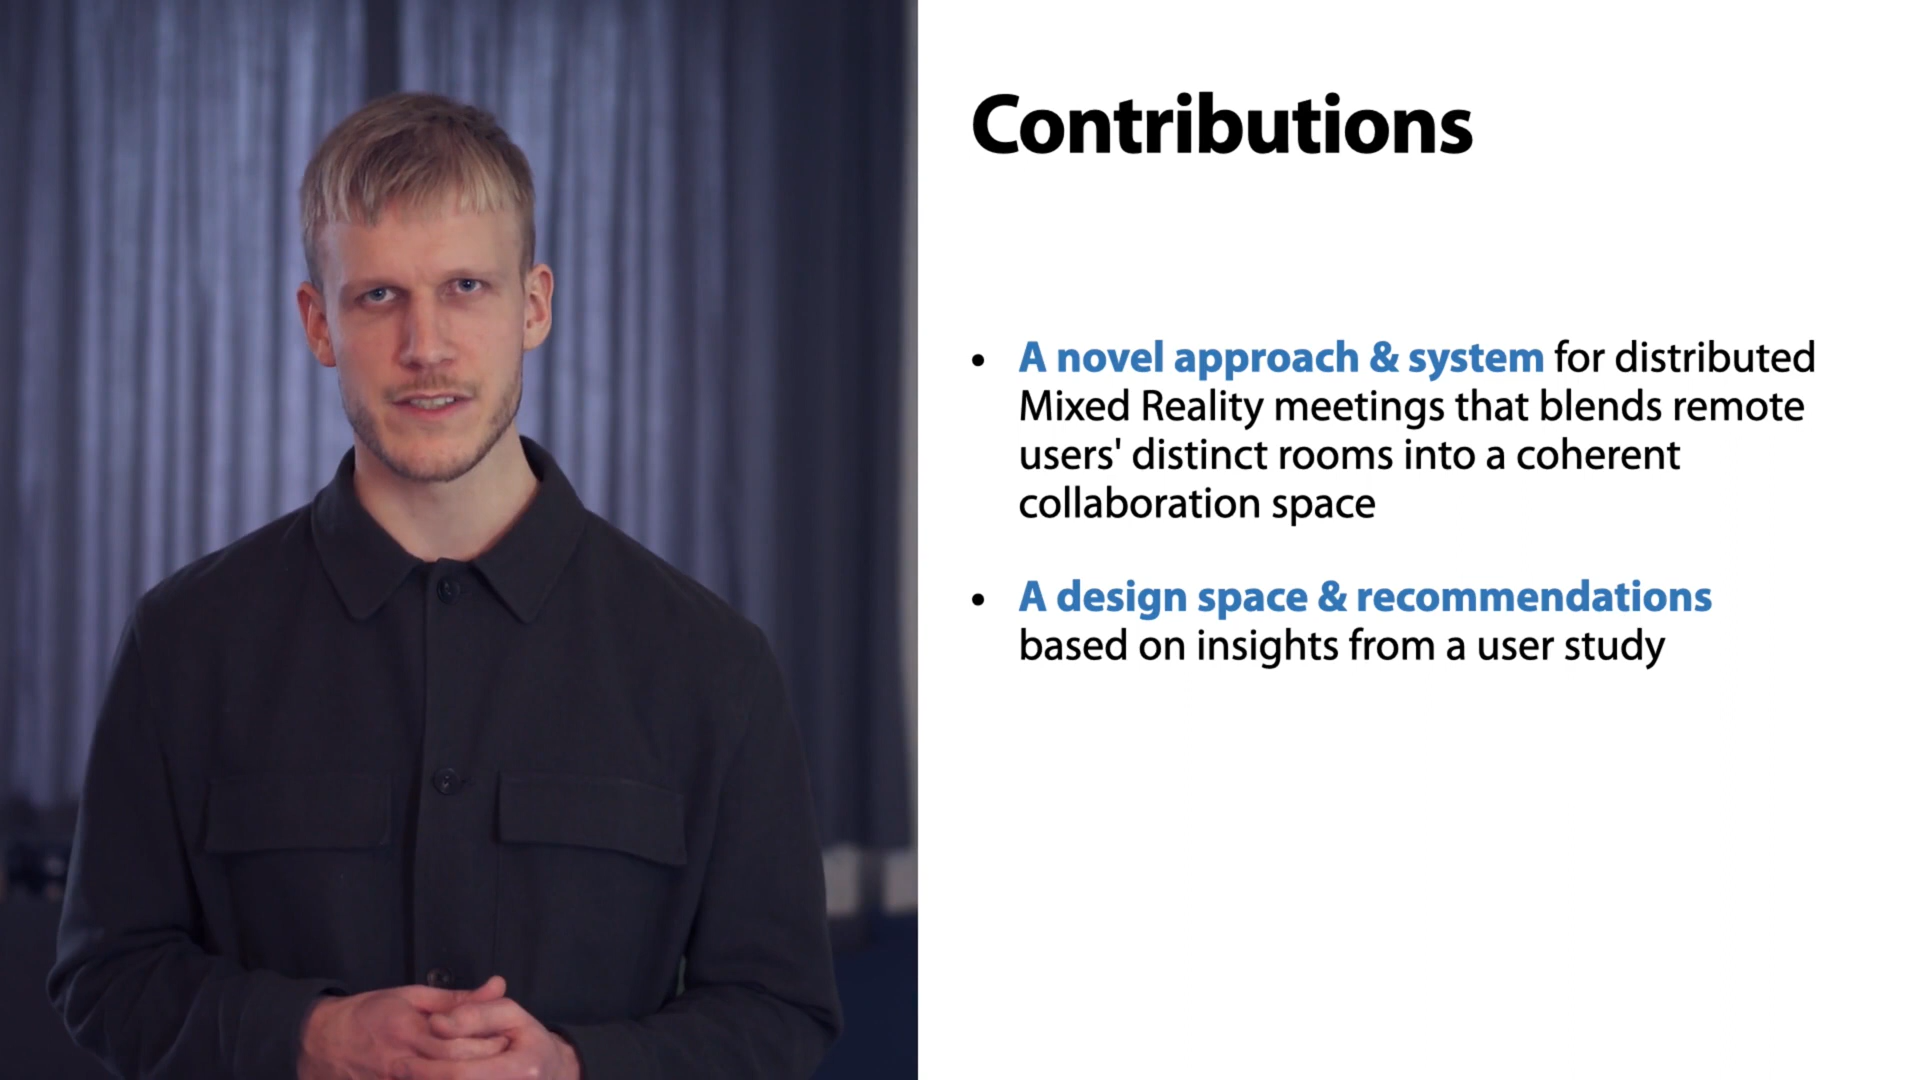 Contributions
• A novel approach & system for distributed
Mixed Reality meetings that blends remote
users' distinct rooms into a coherent
collaboration space
• A design space & recommendations
based on insights from a user study